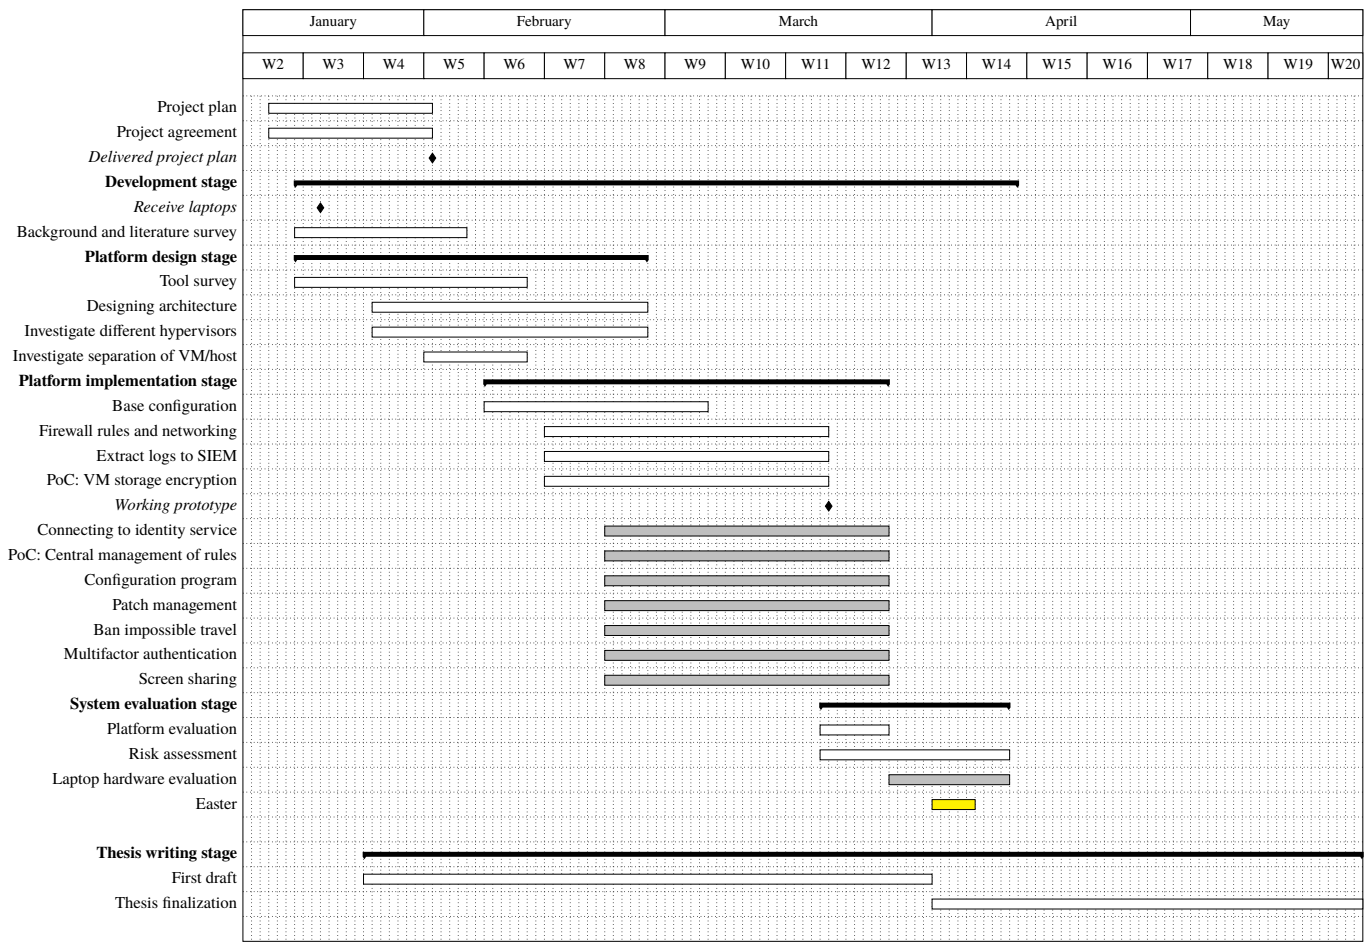 January February March April May
W2 W3 W4 W5 W6 W7 W8 W9 W10 W11 W12 W13 W14 W15 W16 W17 W18 W19 W20
Project plan
Project agreement
Delivered project plan
Development stage
Receive laptops
Background and literature survey
Platform design stage
Tool survey
Designing architecture
Investigate different hypervisors
Investigate separation of VM/host
Platform implementation stage
Base configuration
Firewall rules and networking
Extract logs to SIEM
PoC: VM storage encryption
Working prototype
Connecting to identity service
PoC: Central management of rules
Configuration program
Patch management
Ban impossible travel
Multifactor authentication
Screen sharing
System evaluation stage
Platform evaluation
Risk assessment
Laptop hardware evaluation
Easter
Thesis writing stage
First draft
Thesis finalization